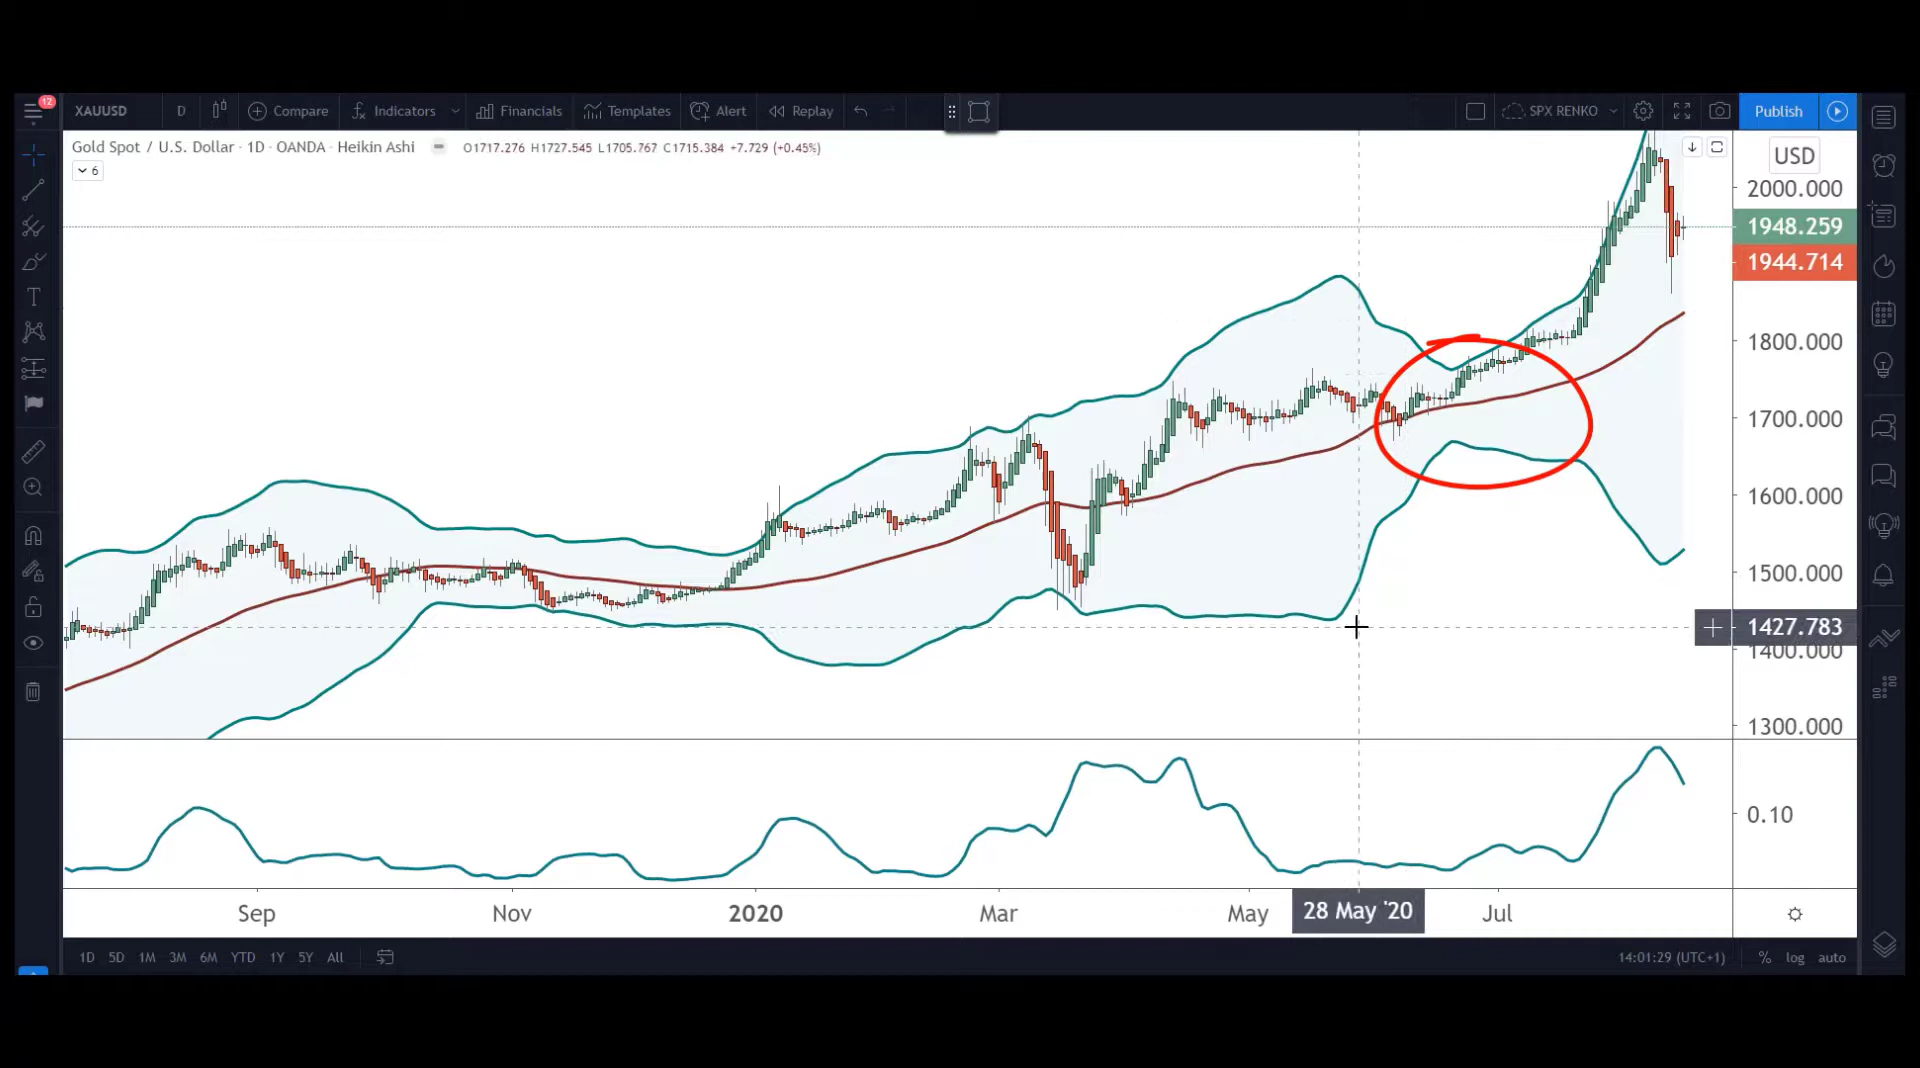 12
XAUUSD D Compare Indicators Financials Templates Alert Replay SPX RENKO Publish
Gold Spot / U.S. Dollar · 1D · OANDA · Heikin Ashi O1717.276 H1727.545 L1705.767 C1715.384 +7.729 (+0.45%)
6
USD
2000.000
1948.259
1944.714
1800.000
1700.000
1600.000
1500.000
1427.783
1400.000
1300.000
0.10
Sep Nov 2020 Mar May 28 May '20 Jul
1D 5D 1M 3M 6M YTD 1Y 5Y All 14:01:29 (UTC+1) % log auto